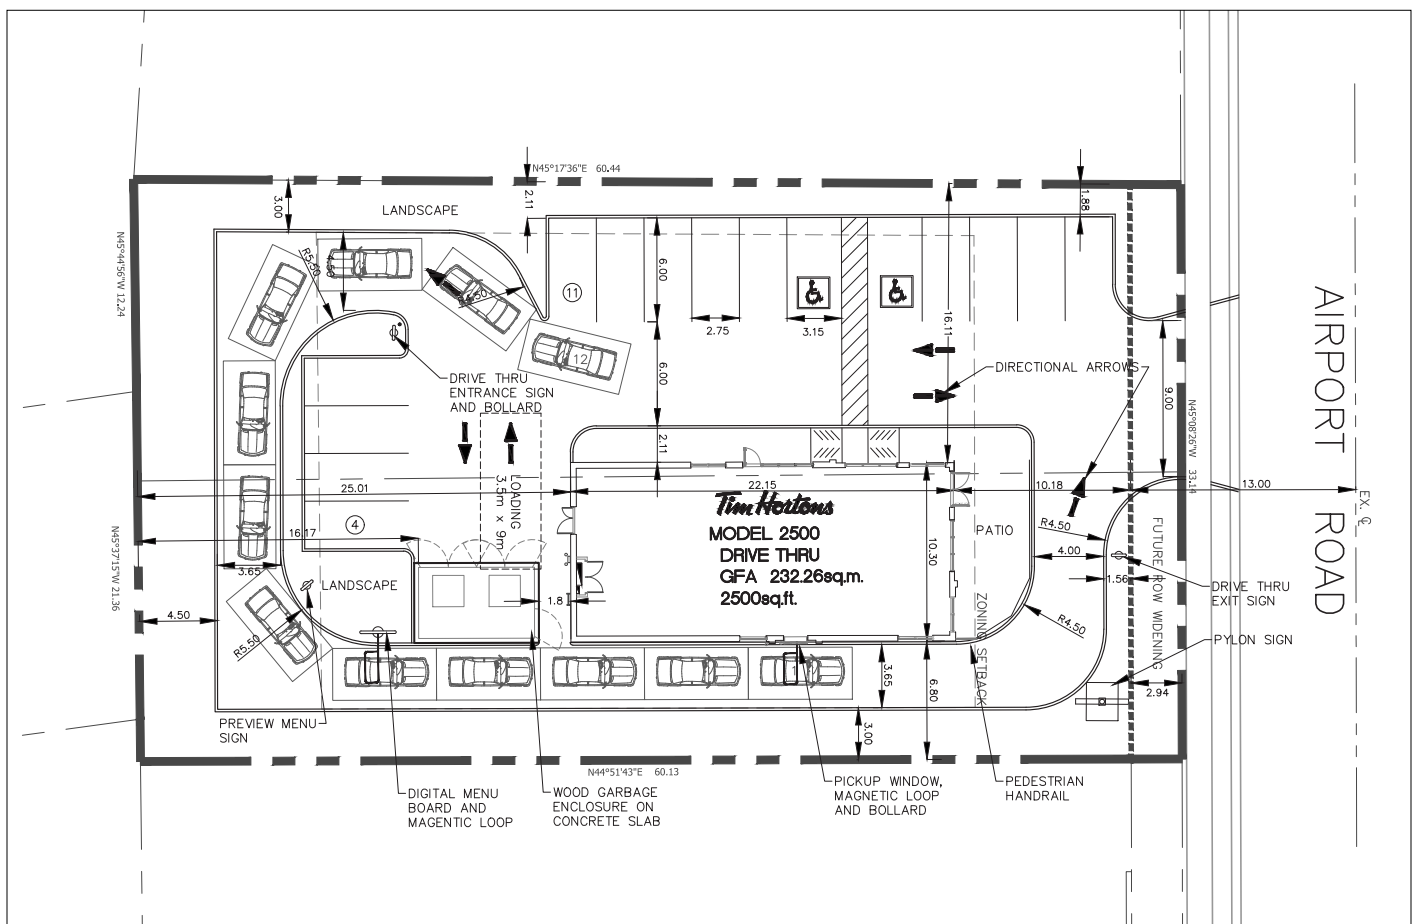 N45°17'36"E 60.44
2.11
3.00
1.88
LANDSCAPE
N45°44'56"W 12.24
R5.50
11
6.00
2.75
3.15
16.11
12
DRIVE THRU
ENTRANCE SIGN
AND BOLLARD
6.00
DIRECTIONAL ARROWS
9.00
N45°08'26"W 33.14
AIRPORT ROAD
2.11
25.01
22.15
10.18
13.00
EX. ℄
LOADING
3.5m x 9m
4
16.17
Tim Hortons
MODEL 2500
DRIVE THRU
GFA 232.26sq.m.
2500sq.ft.
10.30
PATIO
R4.50
4.00
1.56
FUTURE ROW WIDENING
DRIVE THRU
EXIT SIGN
N45°37'15"W 21.36
3.65
LANDSCAPE
1.8
4.50
R5.50
ZONING SETBACK
R4.50
PYLON SIGN
3.65
6.80
2.94
PREVIEW MENU
SIGN
3.00
N44°51'43"E 60.13
DIGITAL MENU
BOARD AND
MAGENTIC LOOP
WOOD GARBAGE
ENCLOSURE ON
CONCRETE SLAB
PICKUP WINDOW,
MAGNETIC LOOP
AND BOLLARD
PEDESTRIAN
HANDRAIL